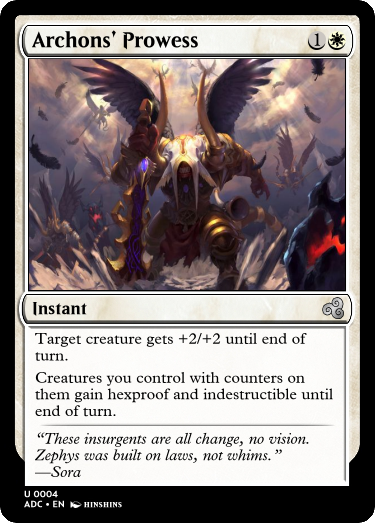 Archons' Prowess 1
Instant
Target creature gets +2/+2 until end of
turn.
Creatures you control with counters on
them gain hexproof and indestructible until
end of turn.
“These insurgents are all change, no vision.
Zephys was built on laws, not whims.”
—Sora
U 0004
ADC • EN HINSHINS